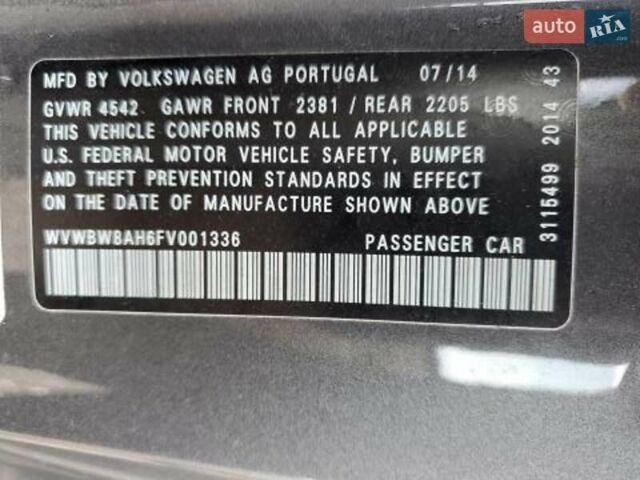 auto RIA .com
MFD BY VOLKSWAGEN AG PORTUGAL 07/14
GVWR 4542 GAWR FRONT 2381 / REAR 2205 LBS
THIS VEHICLE CONFORMS TO ALL APPLICABLE
U.S. FEDERAL MOTOR VEHICLE SAFETY, BUMPER
AND THEFT PREVENTION STANDARDS IN EFFECT
ON THE DATE OF MANUFACTURE SHOWN ABOVE.
WVWBW8AH6FV001336 PASSENGER CAR
3115499 2014 43